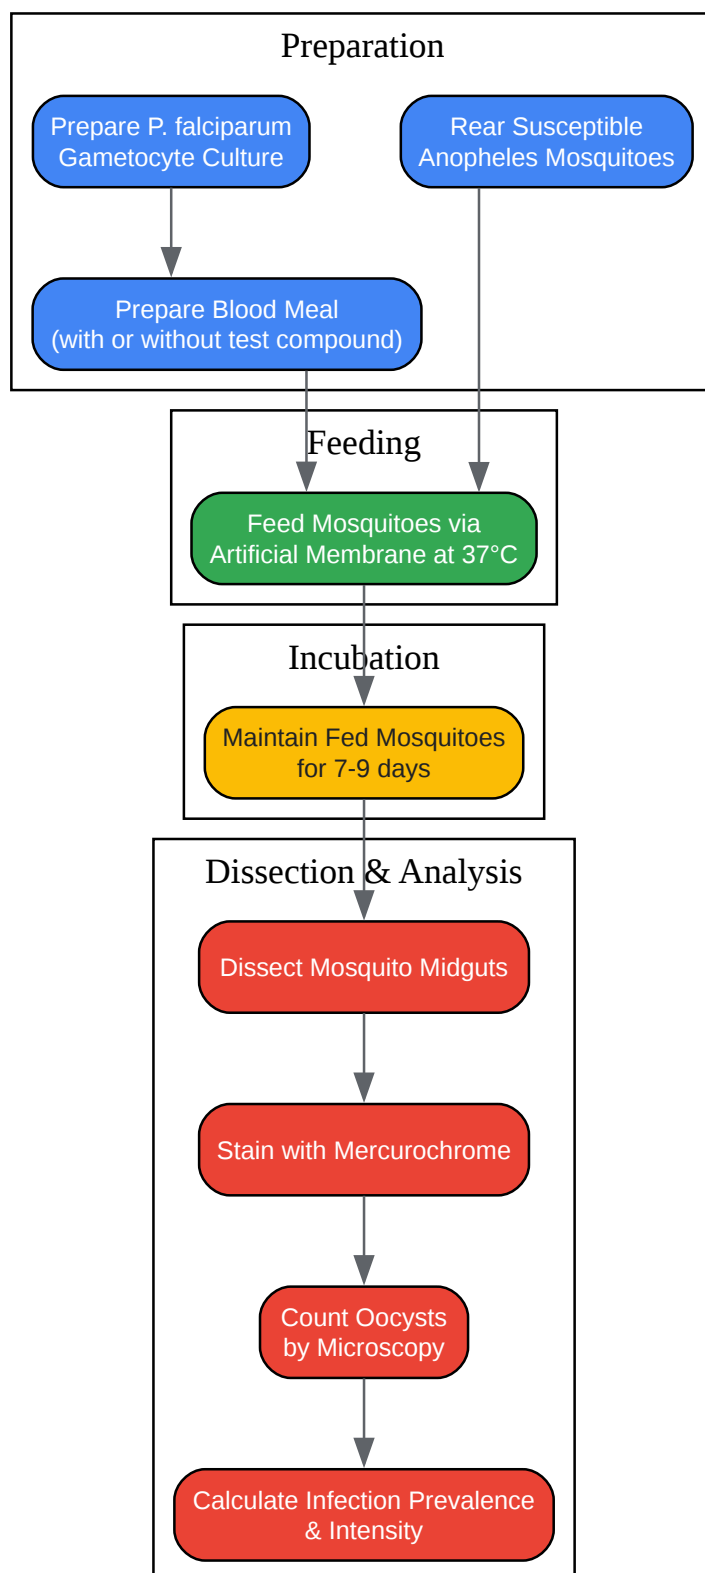 Preparation
Prepare P. falciparum
Gametocyte Culture
Rear Susceptible
Anopheles Mosquitoes
Prepare Blood Meal
(with or without test compound)
Feeding
Feed Mosquitoes via
Artificial Membrane at 37°C
Incubation
Maintain Fed Mosquitoes
for 7-9 days
Dissection & Analysis
Dissect Mosquito Midguts
Stain with Mercurochrome
Count Oocysts
by Microscopy
Calculate Infection Prevalence
& Intensity